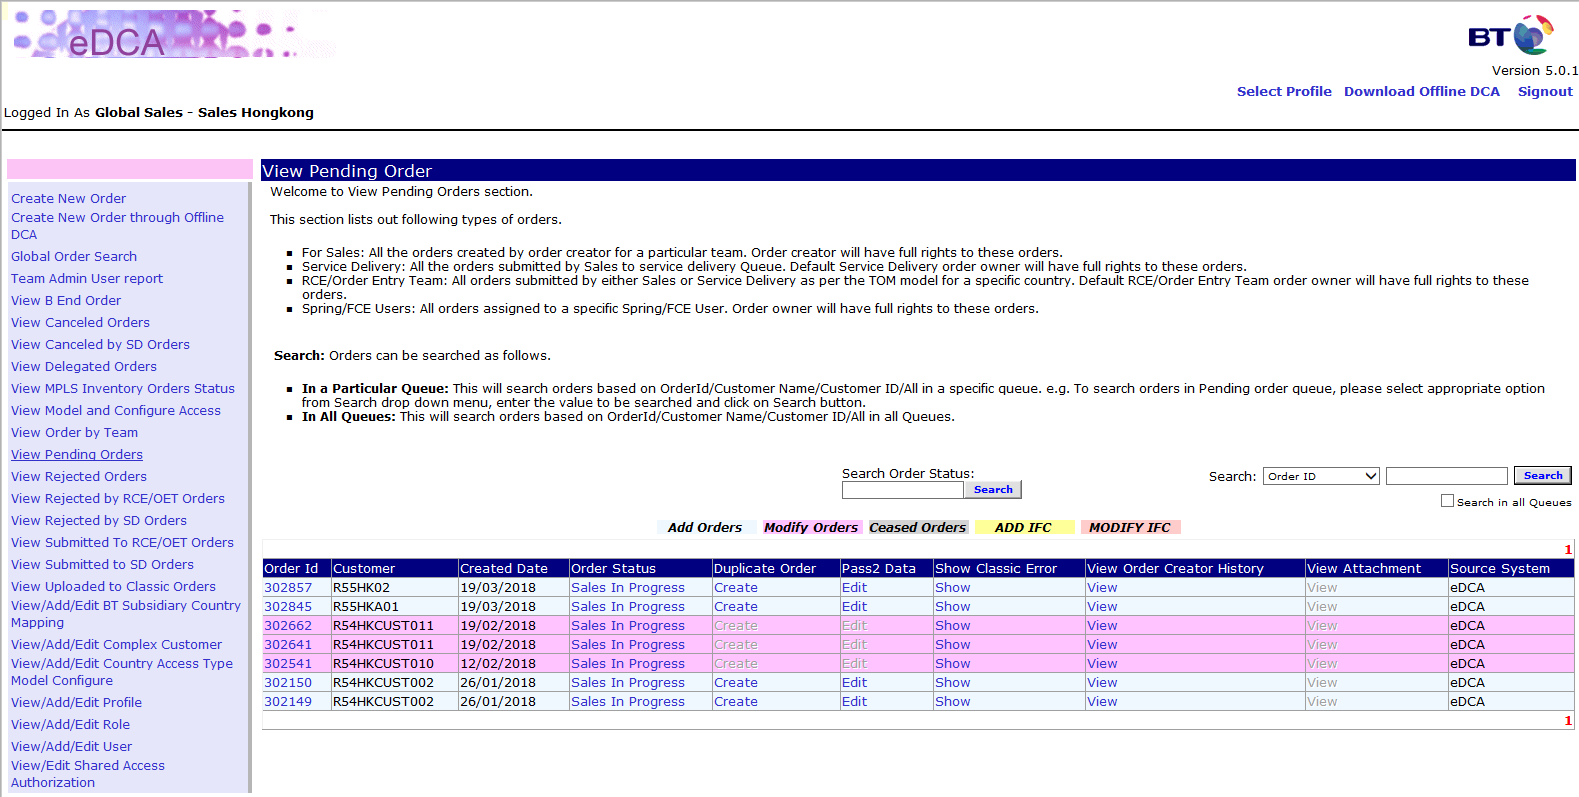 eDCA
BT
Version 5.0.1
Select Profile Download Offline DCA Signout
Logged In As Global Sales - Sales Hongkong
Create New Order
Create New Order through Offline
DCA
Global Order Search
Team Admin User report
View B End Order
View Canceled Orders
View Canceled by SD Orders
View Delegated Orders
View MPLS Inventory Orders Status
View Model and Configure Access
View Order by Team
View Pending Orders
View Rejected Orders
View Rejected by RCE/OET Orders
View Rejected by SD Orders
View Submitted To RCE/OET Orders
View Submitted to SD Orders
View Uploaded to Classic Orders
View/Add/Edit BT Subsidiary Country
Mapping
View/Add/Edit Complex Customer
View/Add/Edit Country Access Type
Model Configure
View/Add/Edit Profile
View/Add/Edit Role
View/Add/Edit User
View/Edit Shared Access
Authorization
View Pending Order
Welcome to View Pending Orders section.
This section lists out following types of orders.
For Sales: All the orders created by order creator for a particular team. Order creator will have full rights to these orders.
Service Delivery: All the orders submitted by Sales to service delivery Queue. Default Service Delivery order owner will have full rights to these orders.
RCE/Order Entry Team: All orders submitted by either Sales or Service Delivery as per the TOM model for a specific country. Default RCE/Order Entry Team order owner will have full rights to these
orders.
Spring/FCE Users: All orders assigned to a specific Spring/FCE User. Order owner will have full rights to these orders.
Search: Orders can be searched as follows.
In a Particular Queue: This will search orders based on OrderId/Customer Name/Customer ID/All in a specific queue. e.g. To search orders in Pending order queue, please select appropriate option
from Search drop down menu, enter the value to be searched and click on Search button.
In All Queues: This will search orders based on OrderId/Customer Name/Customer ID/All in all Queues.
Search Order Status:
Search
Search: Order ID Search
Search in all Queues
Add Orders Modify Orders Ceased Orders ADD IFC MODIFY IFC
1
Order Id Customer Created Date Order Status Duplicate Order Pass2 Data Show Classic Error View Order Creator History View Attachment Source System
302857 R55HK02 19/03/2018 Sales In Progress Create Edit Show View View eDCA
302845 R55HKA01 19/03/2018 Sales In Progress Create Edit Show View View eDCA
302662 R54HKCUST011 19/02/2018 Sales In Progress Create Edit Show View View eDCA
302641 R54HKCUST011 19/02/2018 Sales In Progress Create Edit Show View View eDCA
302541 R54HKCUST010 12/02/2018 Sales In Progress Create Edit Show View View eDCA
302150 R54HKCUST002 26/01/2018 Sales In Progress Create Edit Show View View eDCA
302149 R54HKCUST002 26/01/2018 Sales In Progress Create Edit Show View View eDCA
1